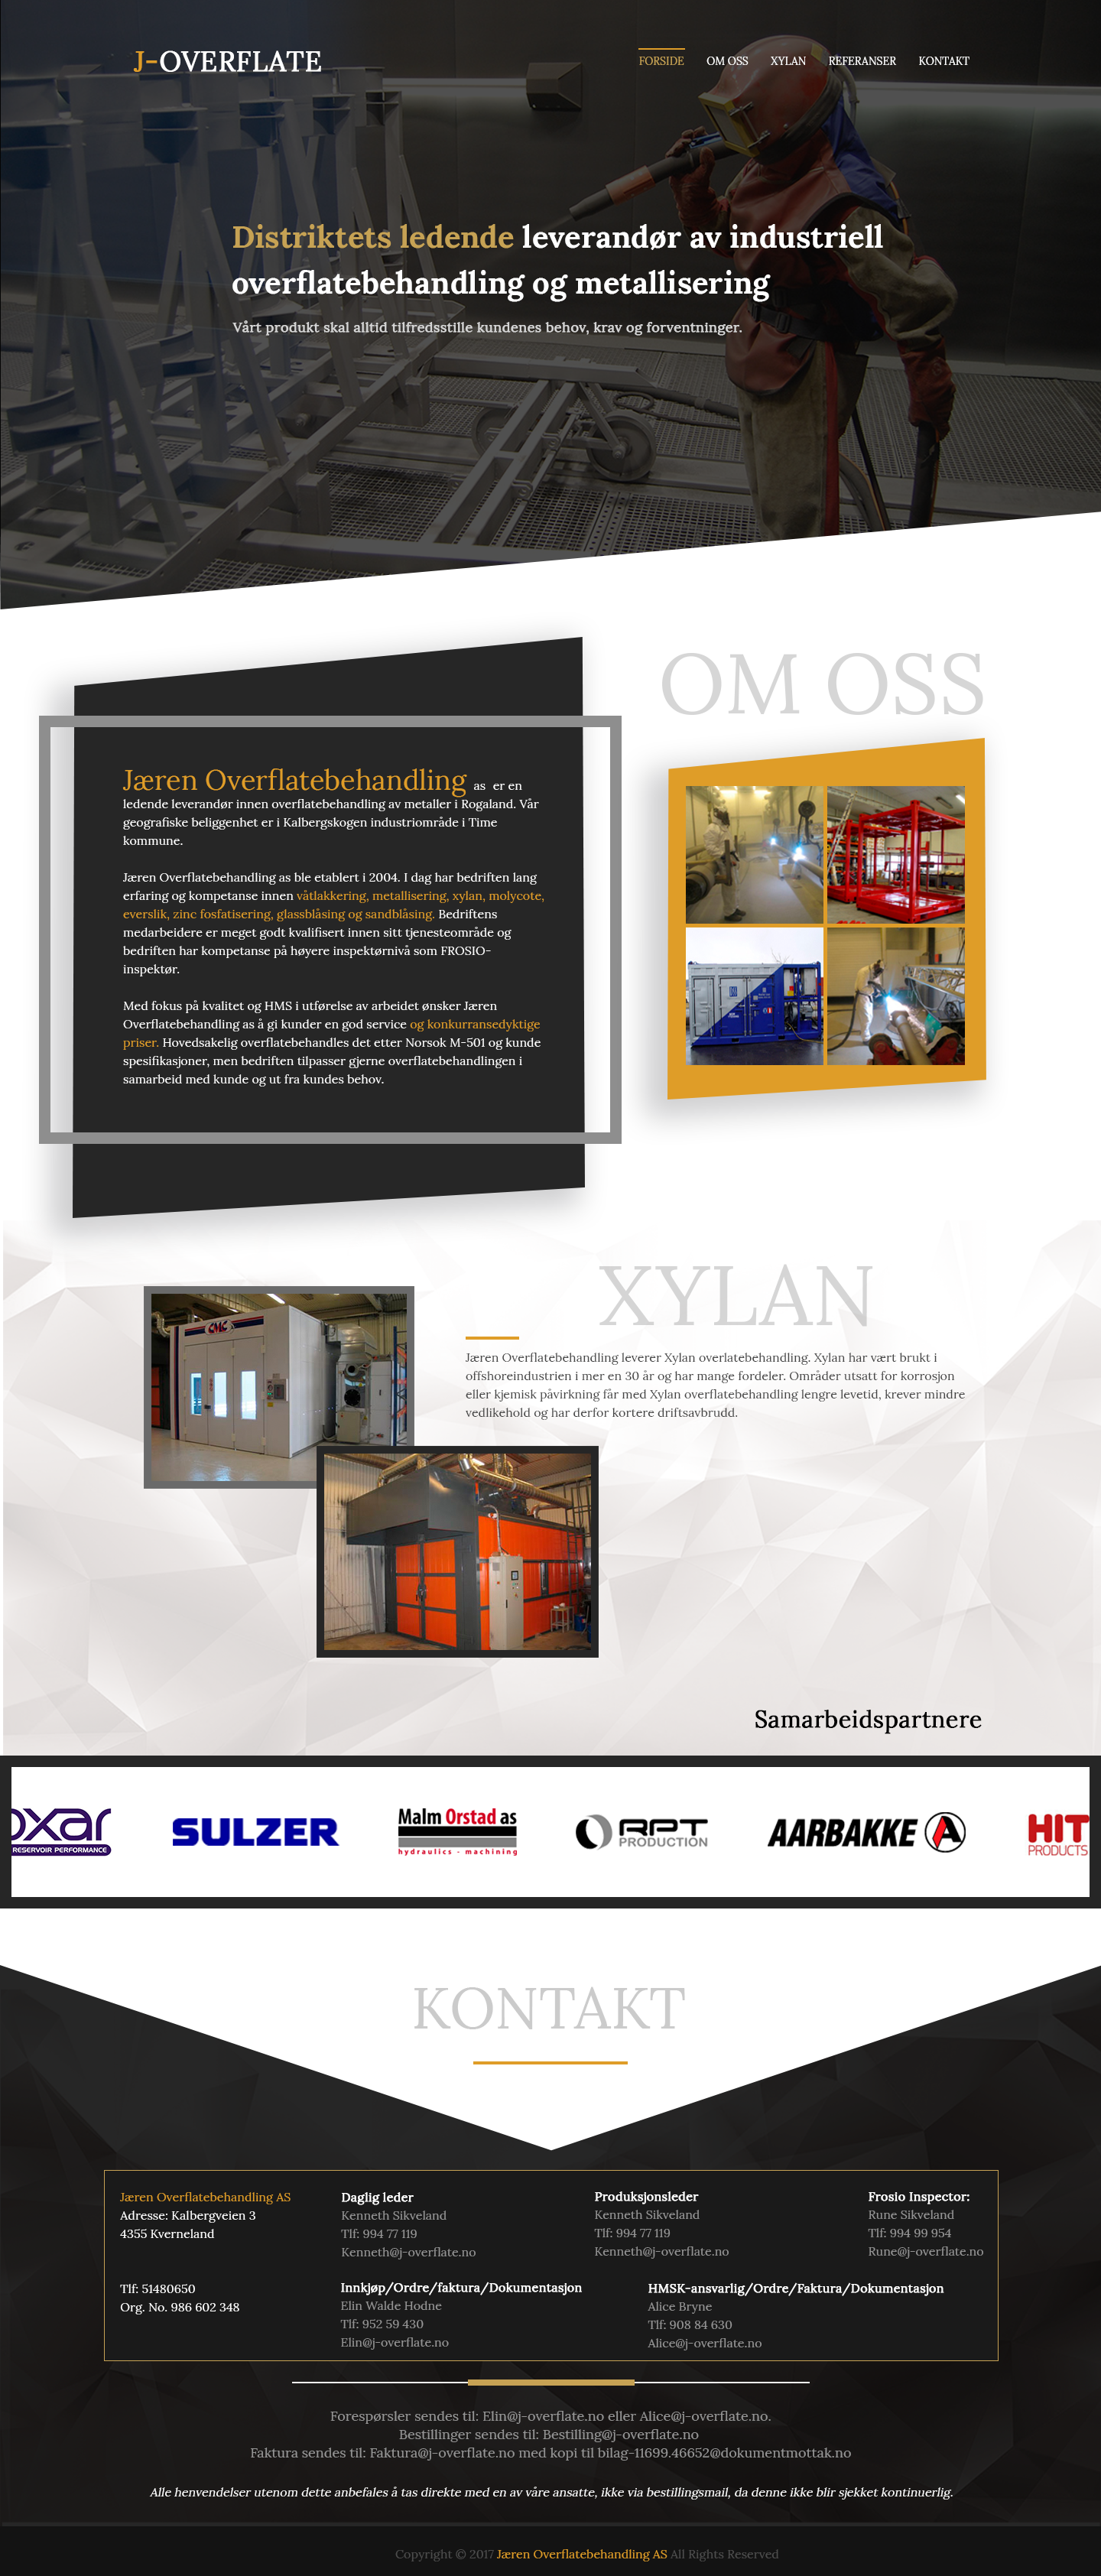 J-OVERFLATE
FORSIDE OM OSS XYLAN REFERANSER KONTAKT
Distriktets ledende leverandør av industriell
overflatebehandling og metallisering
Vårt produkt skal alltid tilfredsstille kundenes behov, krav og forventninger.
OM OSS
Jæren Overflatebehandling as er en
ledende leverandør innen overflatebehandling av metaller i Rogaland. Vår
geografiske beliggenhet er i Kalbergskogen industriområde i Time
kommune.
Jæren Overflatebehandling as ble etablert i 2004. I dag har bedriften lang
erfaring og kompetanse innen våtlakkering, metallisering, xylan, molycote,
everslik, zinc fosfatisering, glassblåsing og sandblåsing. Bedriftens
medarbeidere er meget godt kvalifisert innen sitt tjenesteområde og
bedriften har kompetanse på høyere inspektørnivå som FROSIO-
inspektør.
Med fokus på kvalitet og HMS i utførelse av arbeidet ønsker Jæren
Overflatebehandling as å gi kunder en god service og konkurransedyktige
priser. Hovedsakelig overflatebehandles det etter Norsok M-501 og kunde
spesifikasjoner, men bedriften tilpasser gjerne overflatebehandlingen i
samarbeid med kunde og ut fra kundes behov.
XYLAN
CMS
Jæren Overflatebehandling leverer Xylan overlatebehandling. Xylan har vært brukt i
offshoreindustrien i mer en 30 år og har mange fordeler. Områder utsatt for korrosjon
eller kjemisk påvirkning får med Xylan overflatebehandling lengre levetid, krever mindre
vedlikehold og har derfor kortere driftsavbrudd.
Samarbeidspartnere
oxar
RESERVOIR PERFORMANCE
SULZER
Malm Orstad as
hydraulics - machining
RPT
PRODUCTION
AARBAKKE
HIT
PRODUCTS
KONTAKT
Jæren Overflatebehandling AS
Adresse: Kalbergveien 3
4355 Kverneland
Tlf: 51480650
Org. No. 986 602 348
Daglig leder
Kenneth Sikveland
Tlf: 994 77 119
Kenneth@j-overflate.no
Produksjonsleder
Kenneth Sikveland
Tlf: 994 77 119
Kenneth@j-overflate.no
Frosio Inspector:
Rune Sikveland
Tlf: 994 99 954
Rune@j-overflate.no
Innkjøp/Ordre/faktura/Dokumentasjon
Elin Walde Hodne
Tlf: 952 59 430
Elin@j-overflate.no
HMSK-ansvarlig/Ordre/Faktura/Dokumentasjon
Alice Bryne
Tlf: 908 84 630
Alice@j-overflate.no
Forespørsler sendes til: Elin@j-overflate.no eller Alice@j-overflate.no.
Bestillinger sendes til: Bestilling@j-overflate.no
Faktura sendes til: Faktura@j-overflate.no med kopi til bilag-11699.46652@dokumentmottak.no
Alle henvendelser utenom dette anbefales å tas direkte med en av våre ansatte, ikke via bestillingsmail, da denne ikke blir sjekket kontinuerlig.
Copyright © 2017 Jæren Overflatebehandling AS All Rights Reserved